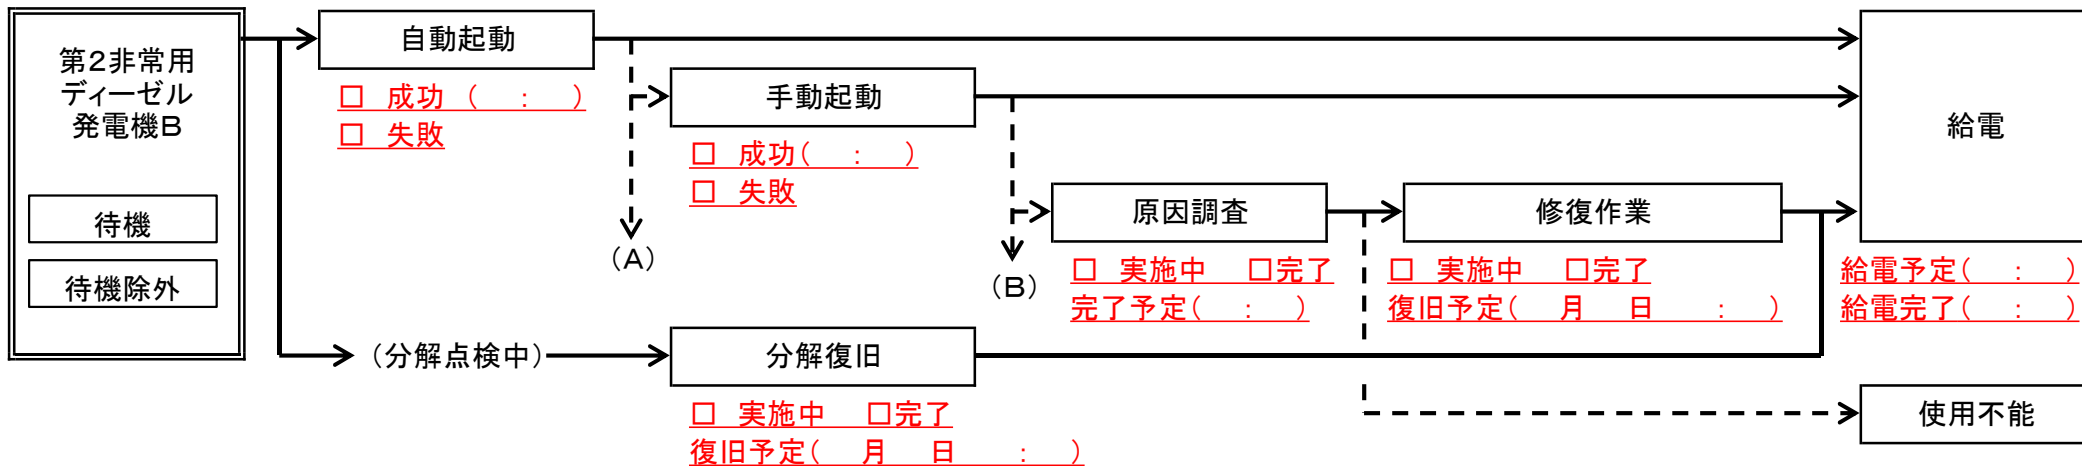 第2非常用
ディーゼル
発電機B
待機
待機除外
自動起動
□ 成功 ( : )
□ 失敗
(A)
手動起動
□ 成功( : )
□ 失敗
(B)
原因調査
□ 実施中 □完了
完了予定( : )
修復作業
□ 実施中 □完了
復旧予定( 月 日 : )
給電
給電予定( : )
給電完了( : )
(分解点検中)
分解復旧
□ 実施中 □完了
復旧予定( 月 日 : )
使用不能